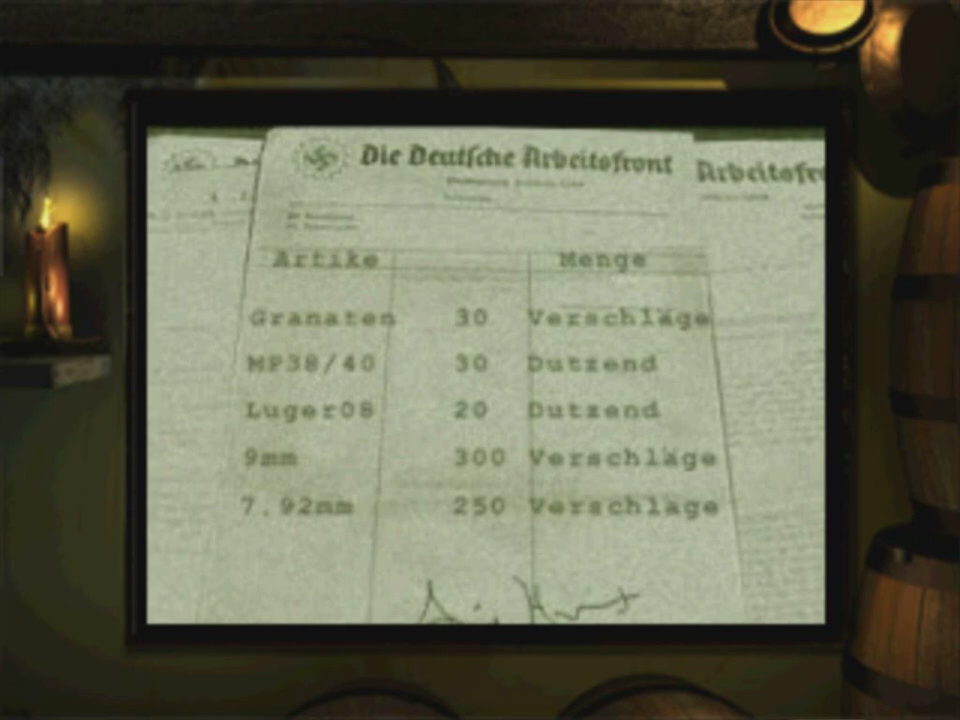 Die Deutsche Arbeitsfront
Arbeitsfr
Artike Menge
Granaten 30 Verschläge
MP38/40 30 Dutzend
Luger08 20 Dutzend
9mm 300 Verschläge
7.92mm 250 Verschläge